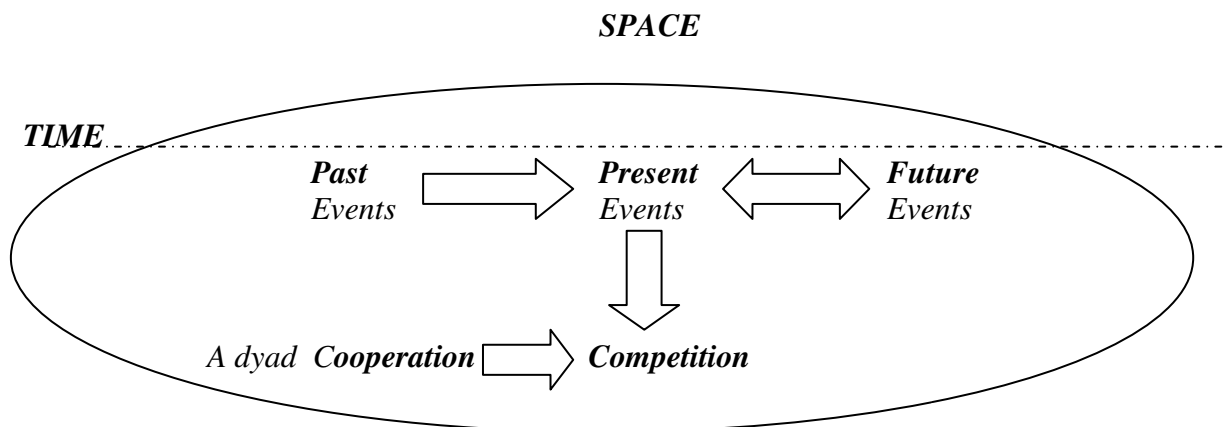 SPACE
TIME
Past Present Future
Events Events Events
A dyad Cooperation Competition